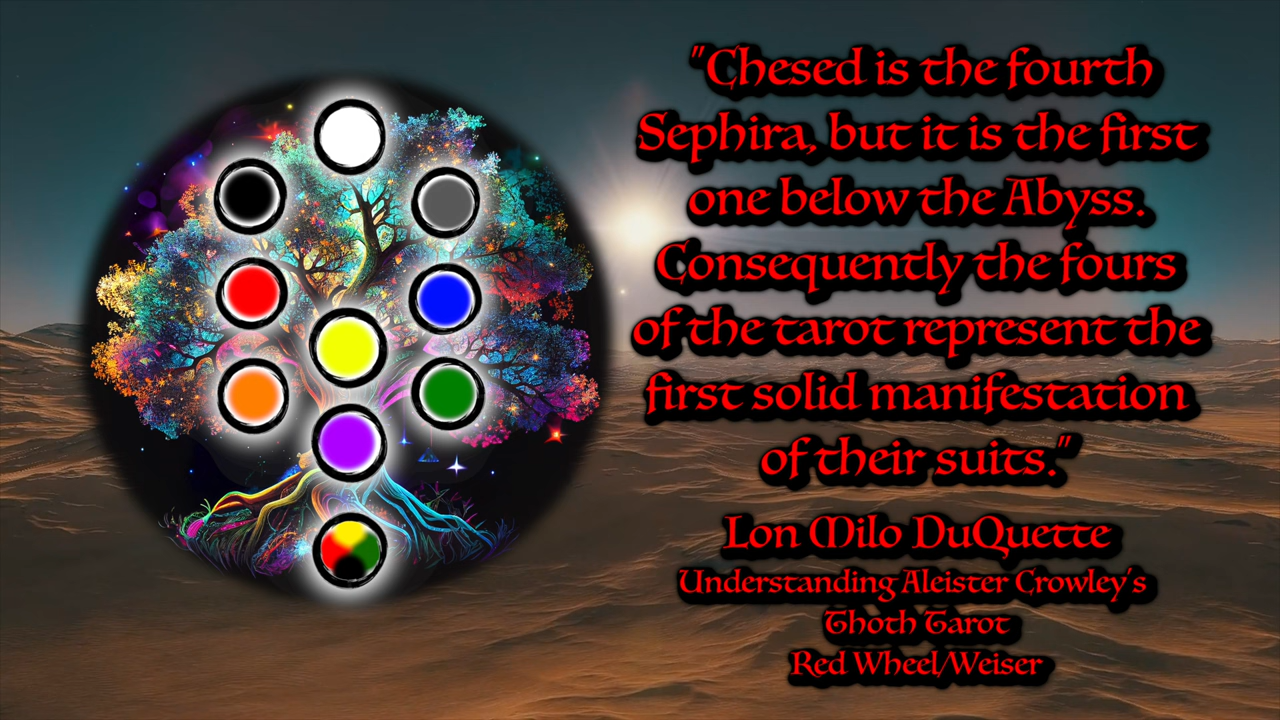 "Chesed is the fourth
Sephira, but it is the first
one below the Abyss.
Consequently the fours
of the tarot represent the
first solid manifestation
of their suits."
Lon Milo DuQuette
Understanding Aleister Crowley's
Thoth Tarot
Red Wheel/Weiser